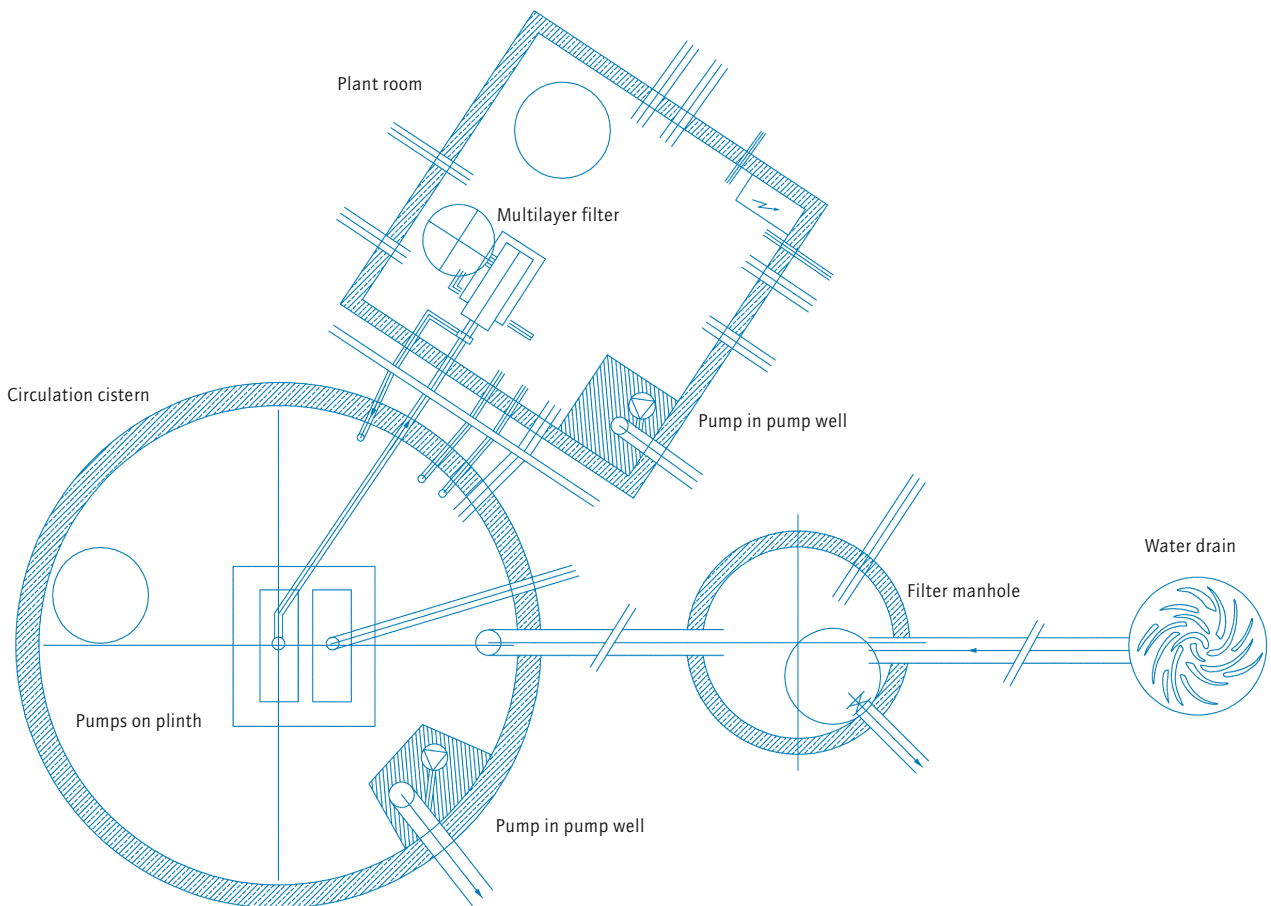 Plant room
Multilayer filter
Circulation cistern
Pump in pump well
Water drain
Filter manhole
Pumps on plinth
Pump in pump well